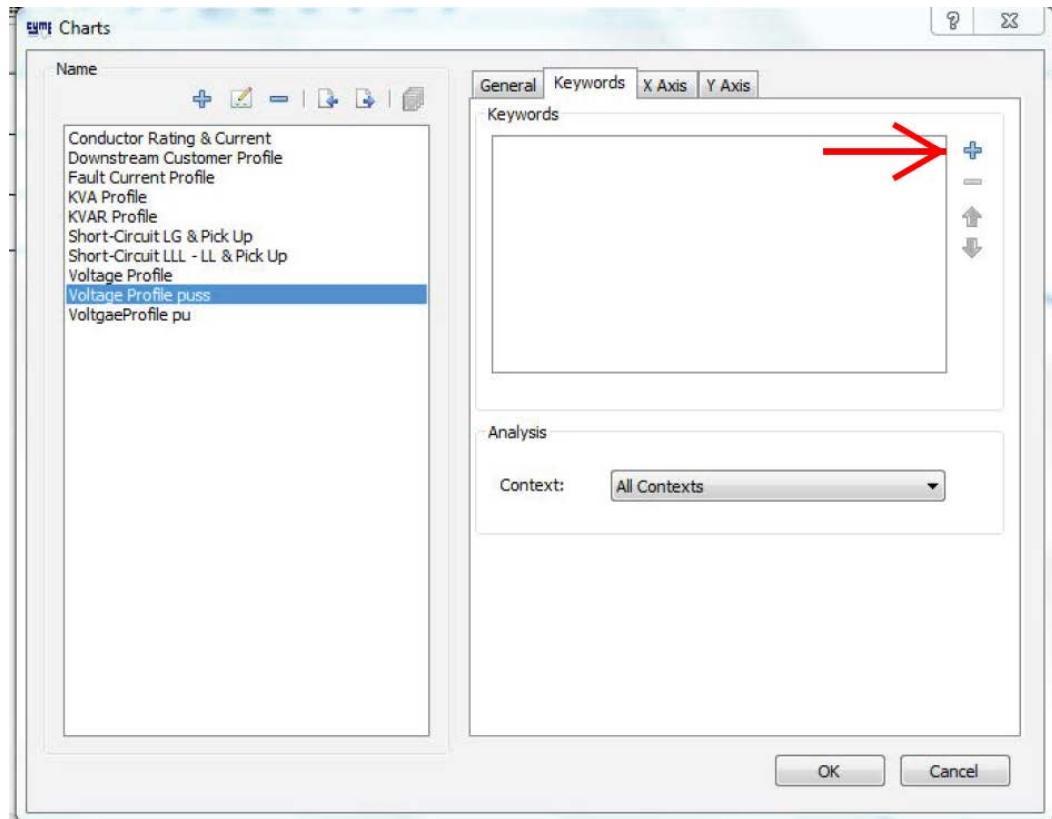 CYME Charts
Name
Conductor Rating & Current
Downstream Customer Profile
Fault Current Profile
KVA Profile
KVAR Profile
Short-Circuit LG & Pick Up
Short-Circuit LLL - LL & Pick Up
Voltage Profile
Voltage Profile puss
VoltgaeProfile pu
General Keywords X Axis Y Axis
Keywords
Analysis
Context: All Contexts
OK Cancel